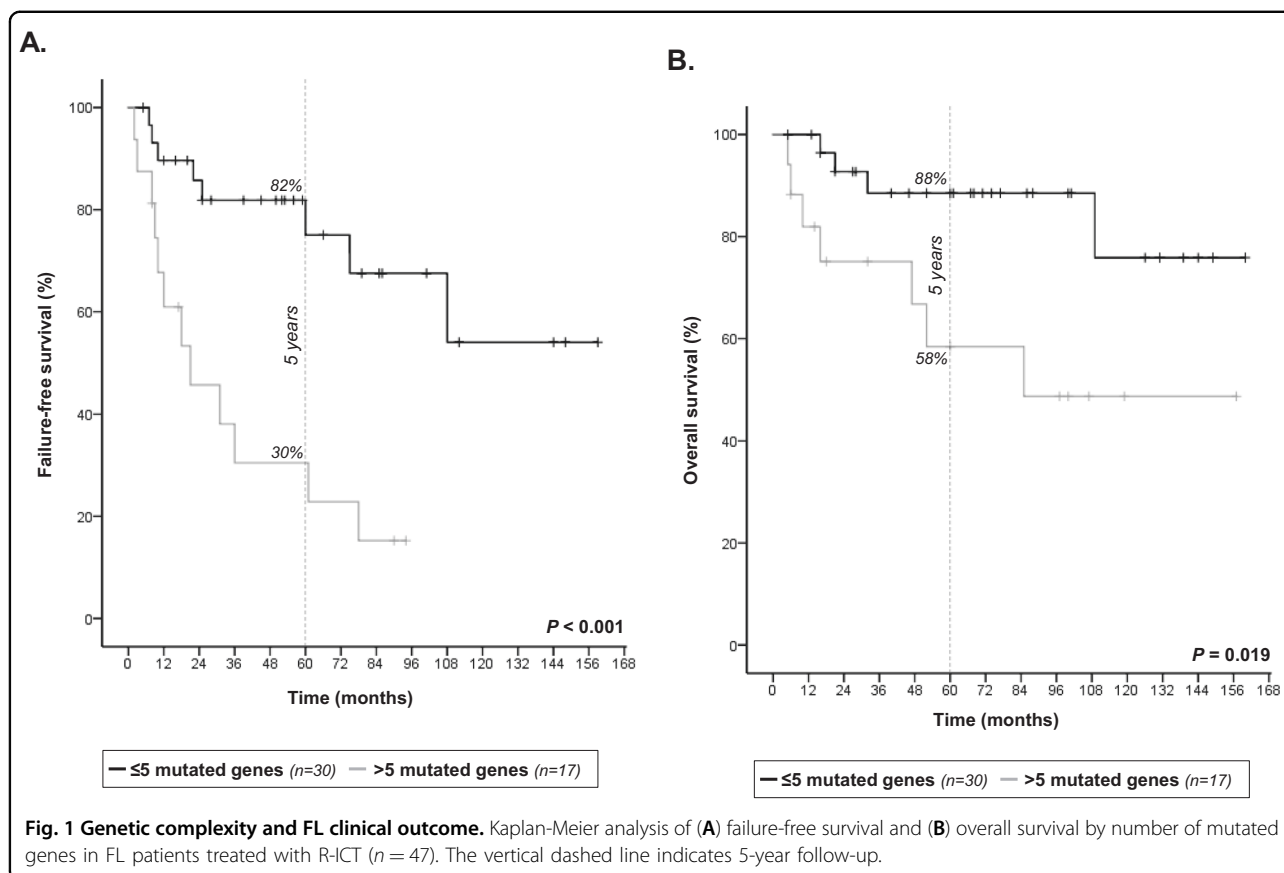 A.
Failure-free survival (%)
100
80
60
40
20
0
82%
5 years
30%
P < 0.001
0 12 24 36 48 60 72 84 96 108 120 132 144 156 168
Time (months)
≤5 mutated genes (n=30) >5 mutated genes (n=17)
B.
Overall survival (%)
100
80
60
40
20
0
88%
5 years
58%
P = 0.019
0 12 24 36 48 60 72 84 96 108 120 132 144 156 168
Time (months)
≤5 mutated genes (n=30) >5 mutated genes (n=17)
Fig. 1 Genetic complexity and FL clinical outcome. Kaplan-Meier analysis of (A) failure-free survival and (B) overall survival by number of mutated
genes in FL patients treated with R-ICT (n = 47). The vertical dashed line indicates 5-year follow-up.